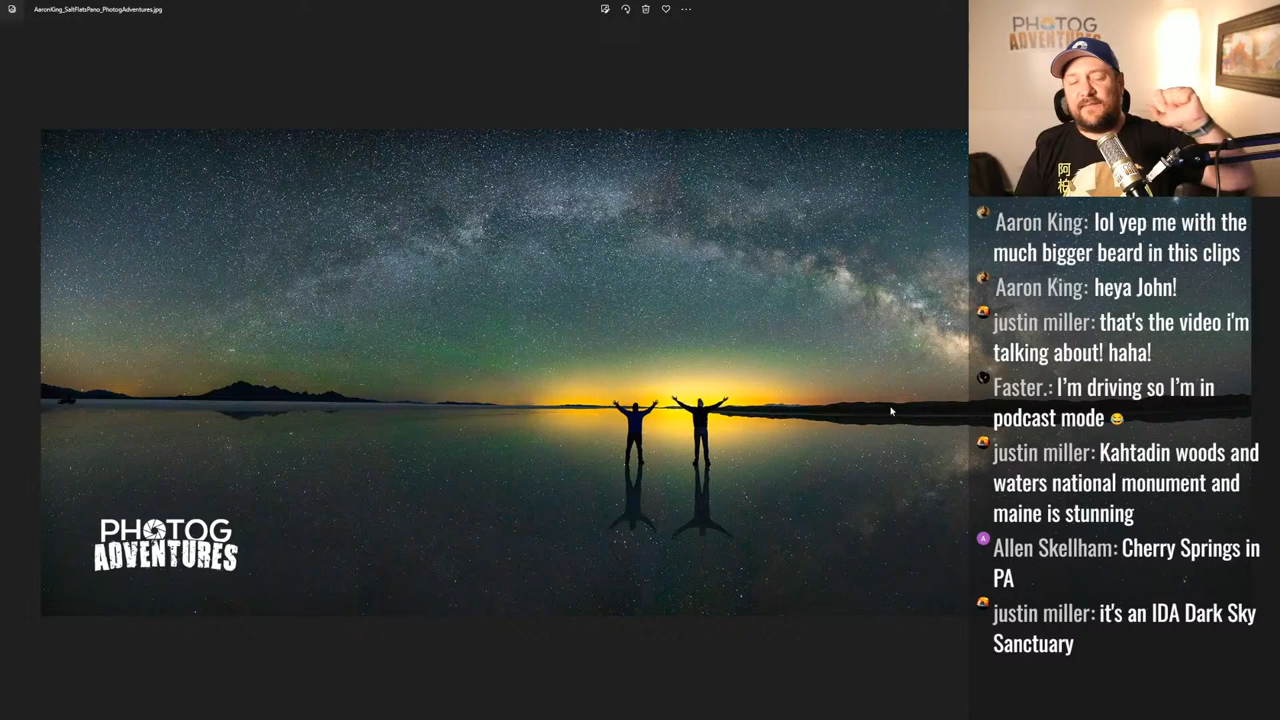 AaronKing_SaltFlatsPano_PhotogAdventures.jpg
PHOTOG
ADVENTURES
Aaron King: lol yep me with the
much bigger beard in this clips
Aaron King: heya John!
justin miller: that's the video i'm
talking about! haha!
Faster.: I’m driving so I’m in
podcast mode 😂
justin miller: Kahtadin woods and
waters national monument and
maine is stunning
A
Allen Skellham: Cherry Springs in
PA
justin miller: it's an IDA Dark Sky
Sanctuary
PHOTOG
ADVENTURES
阿
柏